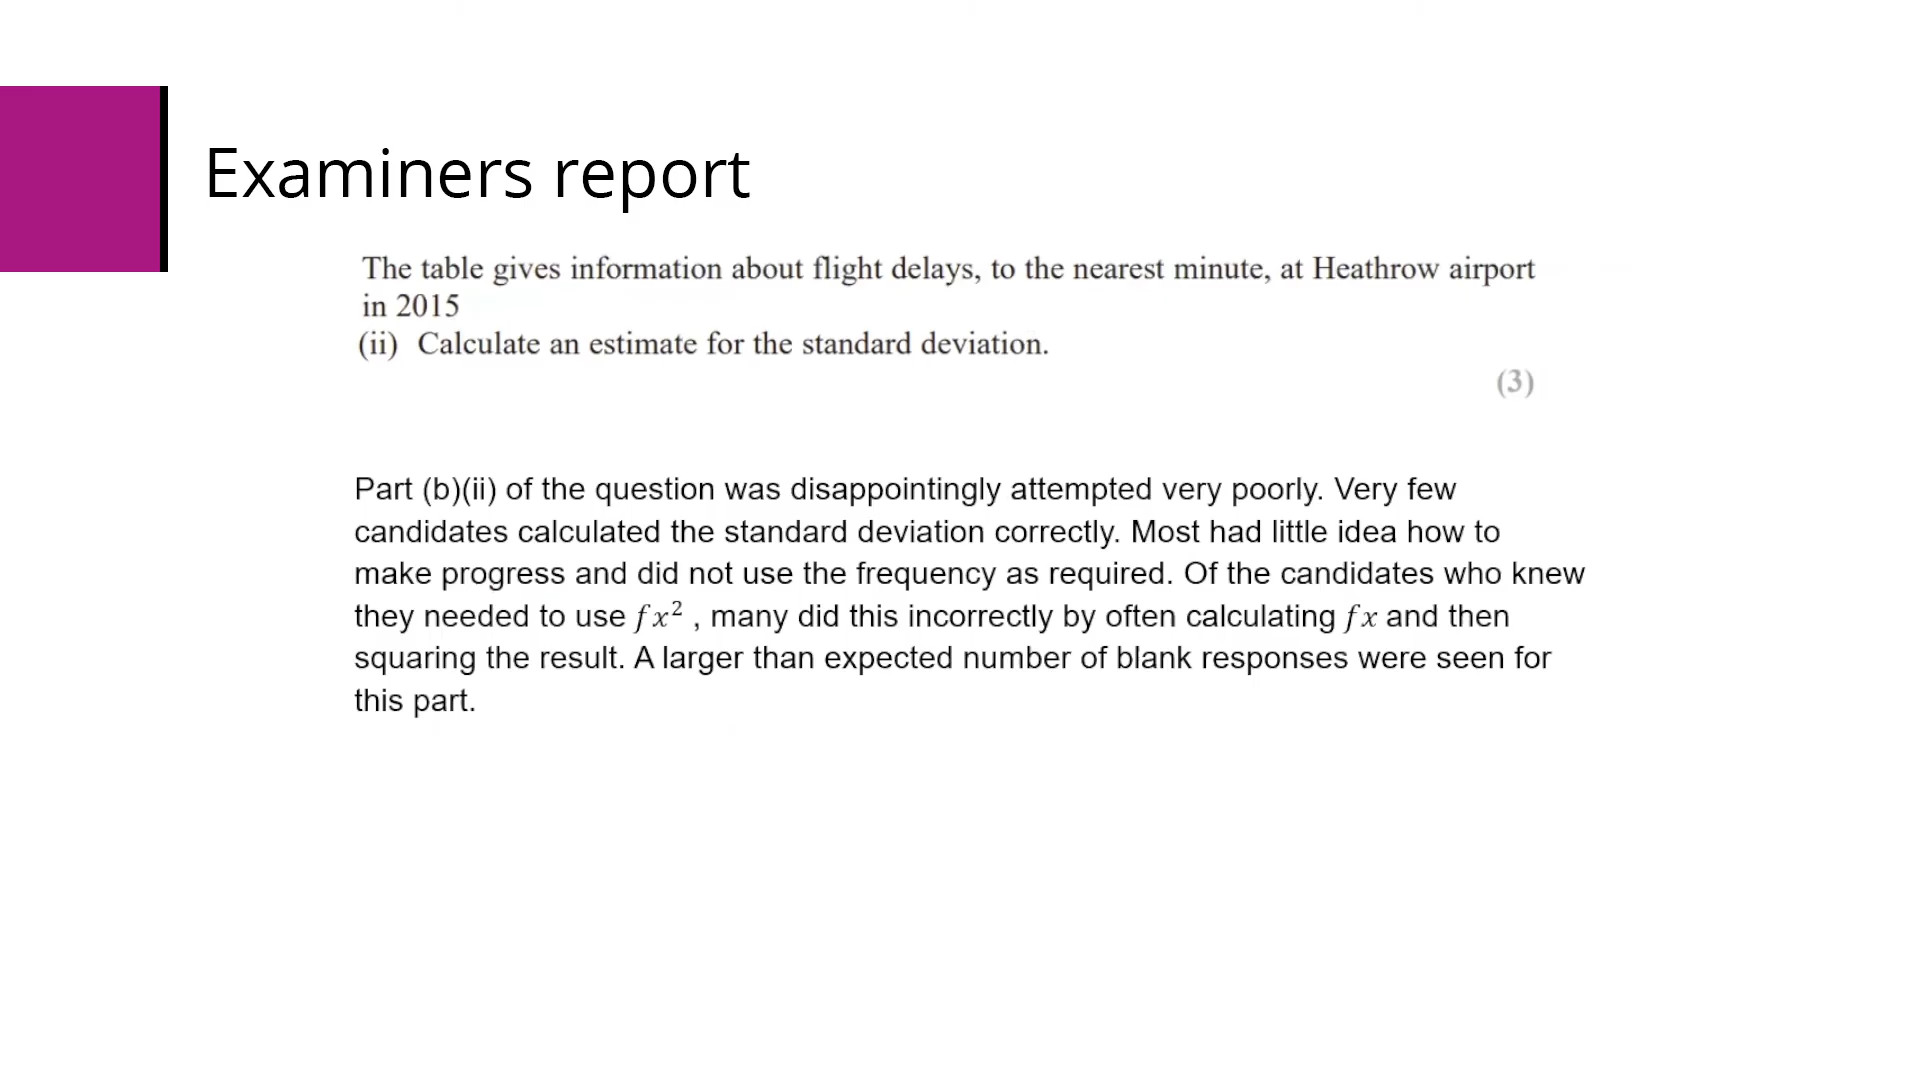 Examiners report
The table gives information about flight delays, to the nearest minute, at Heathrow airport
in 2015
(ii) Calculate an estimate for the standard deviation.
(3)
Part (b)(ii) of the question was disappointingly attempted very poorly. Very few
candidates calculated the standard deviation correctly. Most had little idea how to
make progress and did not use the frequency as required. Of the candidates who knew
they needed to use 𝑓𝑥² , many did this incorrectly by often calculating 𝑓𝑥 and then
squaring the result. A larger than expected number of blank responses were seen for
this part.